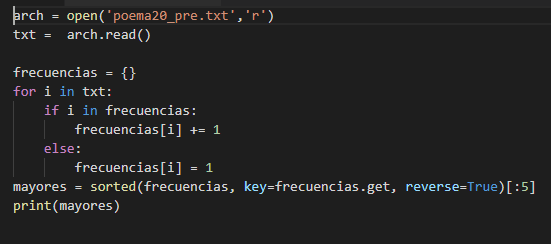 arch = open('poema20_pre.txt','r')
txt =  arch.read()

frecuencias = {}
for i in txt:
    if i in frecuencias:
        frecuencias[i] += 1
    else:
        frecuencias[i] = 1
mayores = sorted(frecuencias, key=frecuencias.get, reverse=True)[:5]
print(mayores)